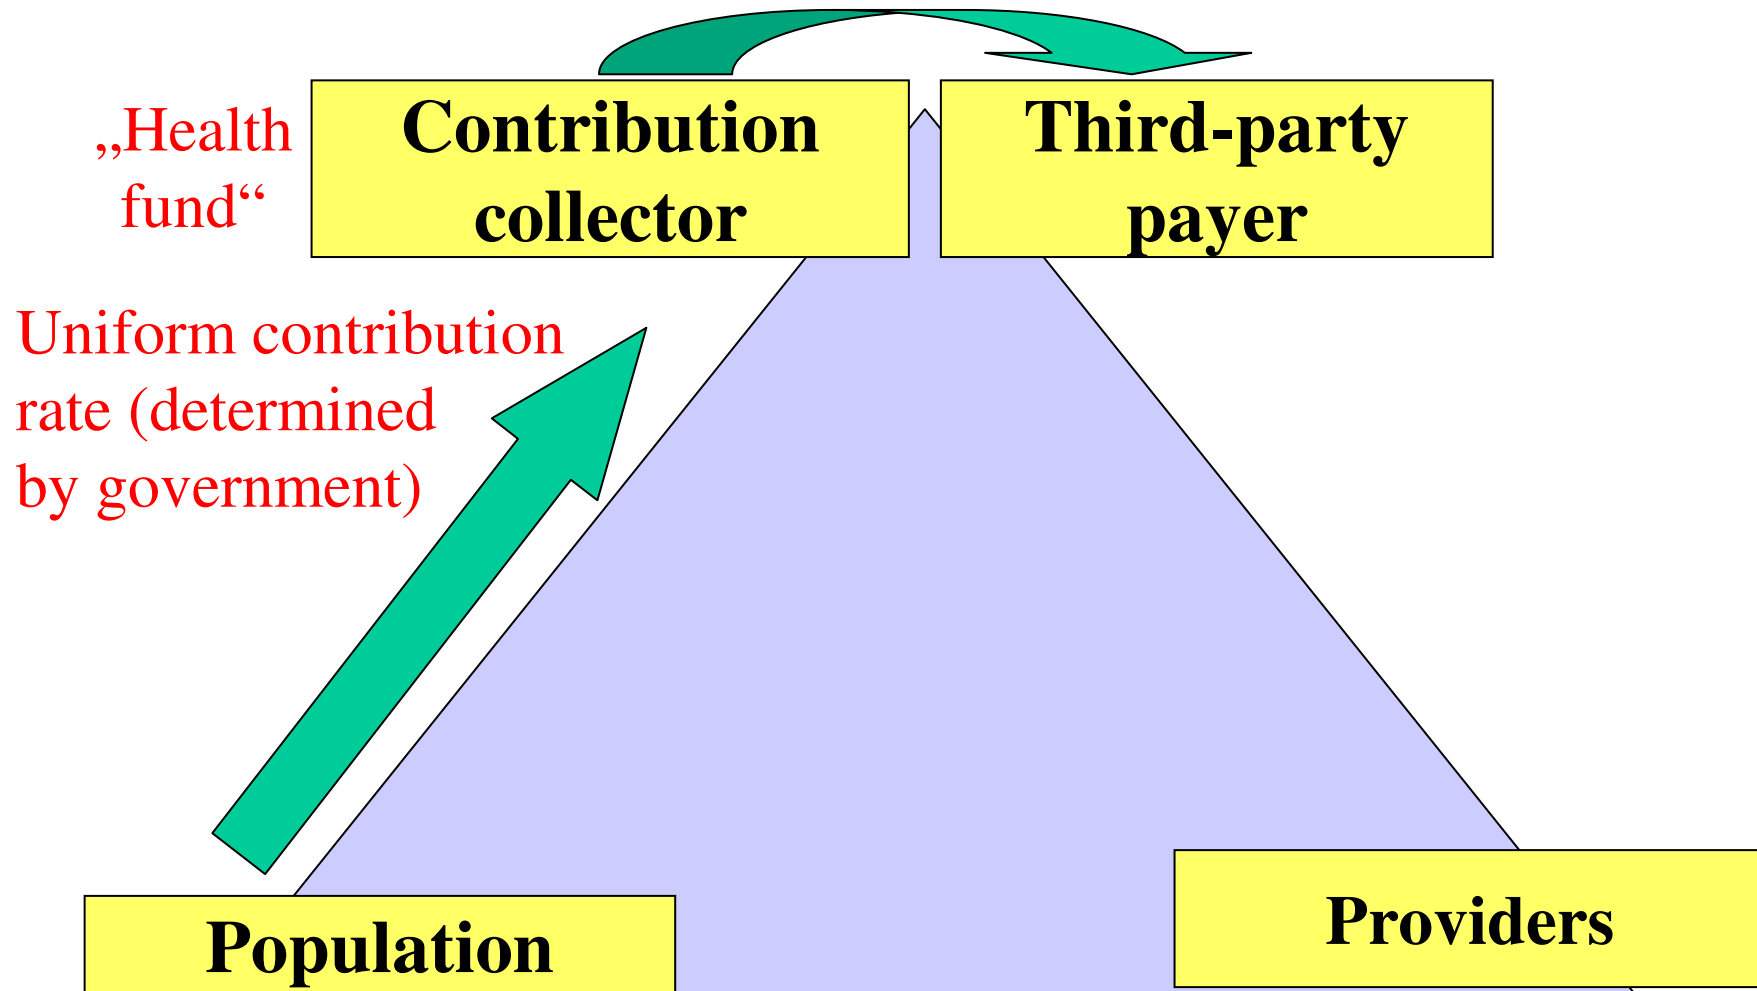 „Health
fund“
Contribution
collector
Third-party
payer
Uniform contribution
rate (determined
by government)
Population
Providers